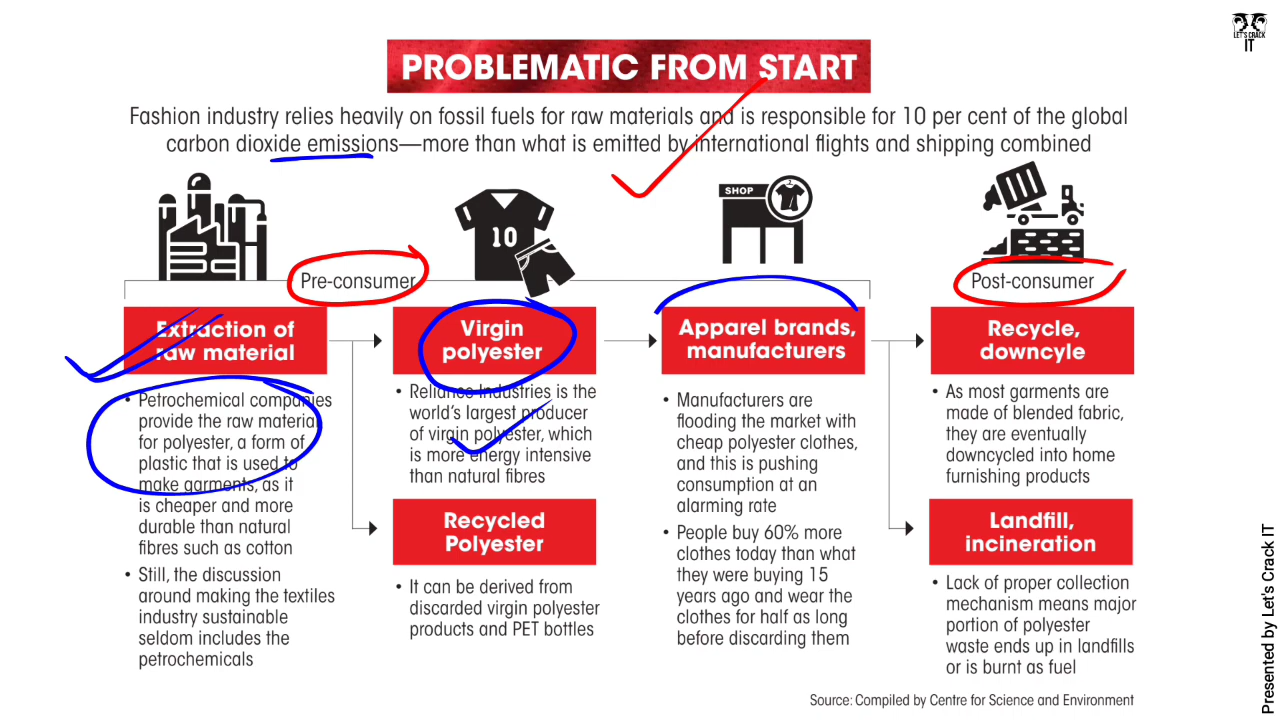 LET'S CRACK
IT
PROBLEMATIC FROM START
Fashion industry relies heavily on fossil fuels for raw materials and is responsible for 10 per cent of the global
carbon dioxide emissions—more than what is emitted by international flights and shipping combined
10
SHOP
Pre-consumer
Post-consumer
Extraction of
raw material
• Petrochemical companies
provide the raw material
for polyester, a form of
plastic that is used to
make garments, as it
is cheaper and more
durable than natural
fibres such as cotton
• Still, the discussion
around making the textiles
industry sustainable
seldom includes the
petrochemicals
Virgin
polyester
• Reliance Industries is the
world's largest producer
of virgin polyester, which
is more energy intensive
than natural fibres
Recycled
Polyester
• It can be derived from
discarded virgin polyester
products and PET bottles
Apparel brands,
manufacturers
• Manufacturers are
flooding the market with
cheap polyester clothes,
and this is pushing
consumption at an
alarming rate
• People buy 60% more
clothes today than what
they were buying 15
years ago and wear the
clothes for half as long
before discarding them
Recycle,
downcyle
• As most garments are
made of blended fabric,
they are eventually
downcycled into home
furnishing products
Landfill,
incineration
• Lack of proper collection
mechanism means major
portion of polyester
waste ends up in landfills
or is burnt as fuel
Source: Compiled by Centre for Science and Environment
Presented by Let's Crack IT